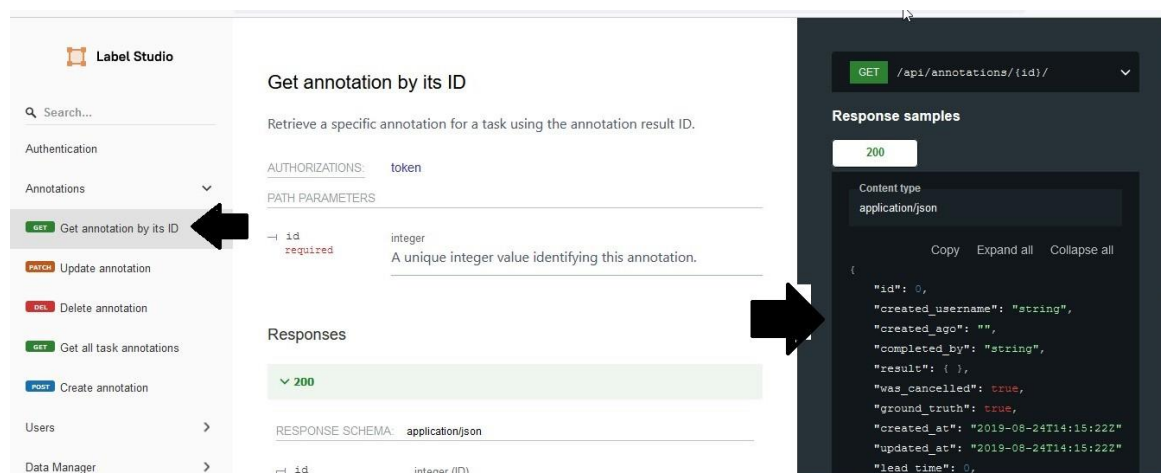 Label Studio
Search...
Authentication
Annotations
GET Get annotation by its ID
PATCH Update annotation
DEL Delete annotation
GET Get all task annotations
POST Create annotation
Users
Data Manager
Get annotation by its ID
Retrieve a specific annotation for a task using the annotation result ID.
AUTHORIZATIONS: token
PATH PARAMETERS
id integer
required A unique integer value identifying this annotation.
Responses
200
RESPONSE SCHEMA: application/json
id integer (ID)
GET /api/annotations/{id}/
Response samples
200
Content type
application/json
Copy Expand all Collapse all
{
"id": 0,
"created_username": "string",
"created_ago": "",
"completed_by": "string",
"result": { },
"was_cancelled": true,
"ground_truth": true,
"created_at": "2019-08-24T14:15:22Z"
"updated_at": "2019-08-24T14:15:22Z"
"lead_time": 0,